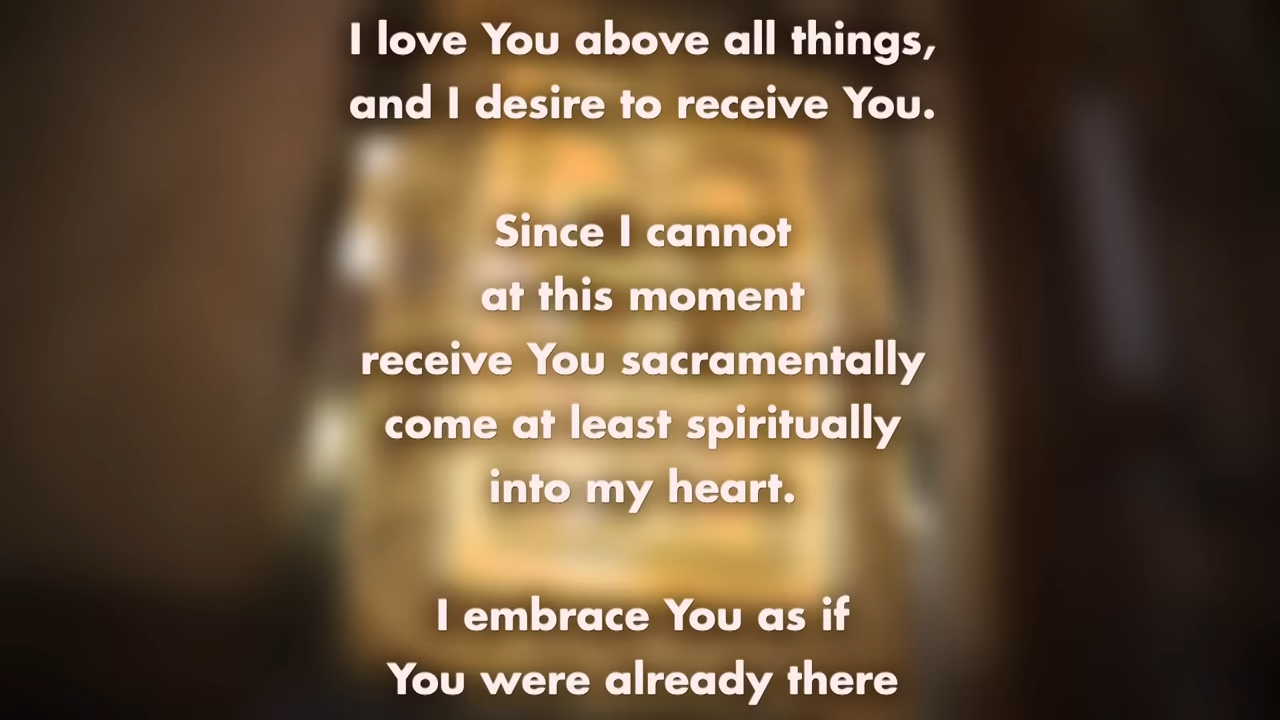 I love You above all things,
and I desire to receive You.
Since I cannot
at this moment
receive You sacramentally
come at least spiritually
into my heart.
I embrace You as if
You were already there